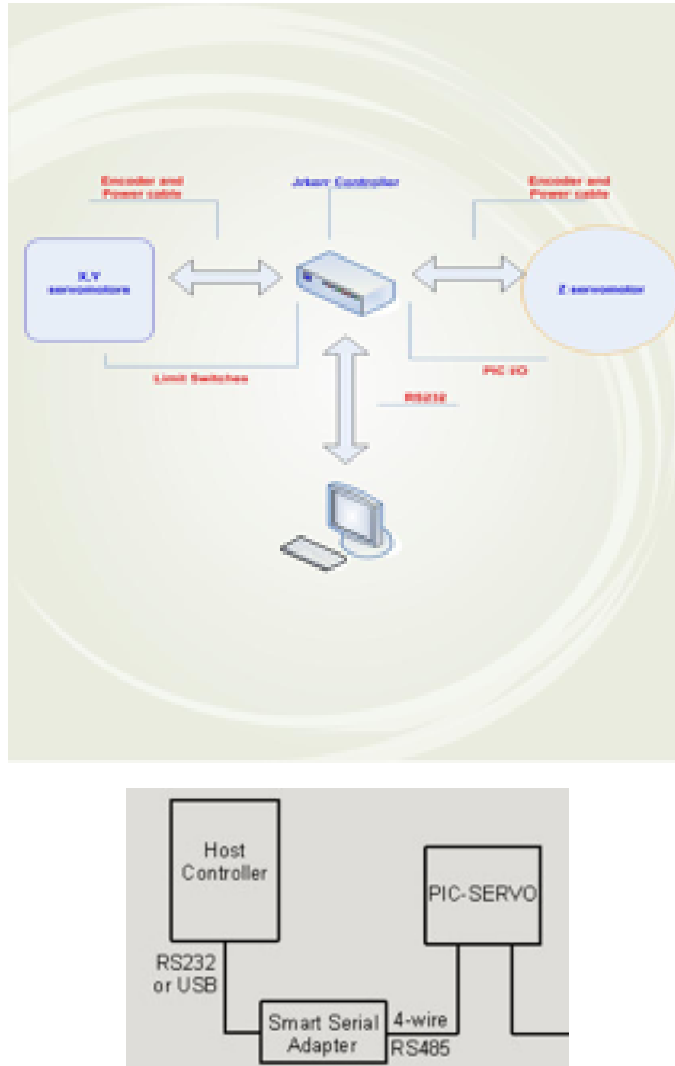 Encoder and
Power cable
Jrkerr Controller
Encoder and
Power cable
X,Y
servomotors
Z servomotor
Limit Switches
PIC I/O
RS232
Host
Controller
PIC-SERVO
RS232
or USB
Smart Serial
Adapter
4-wire
RS485